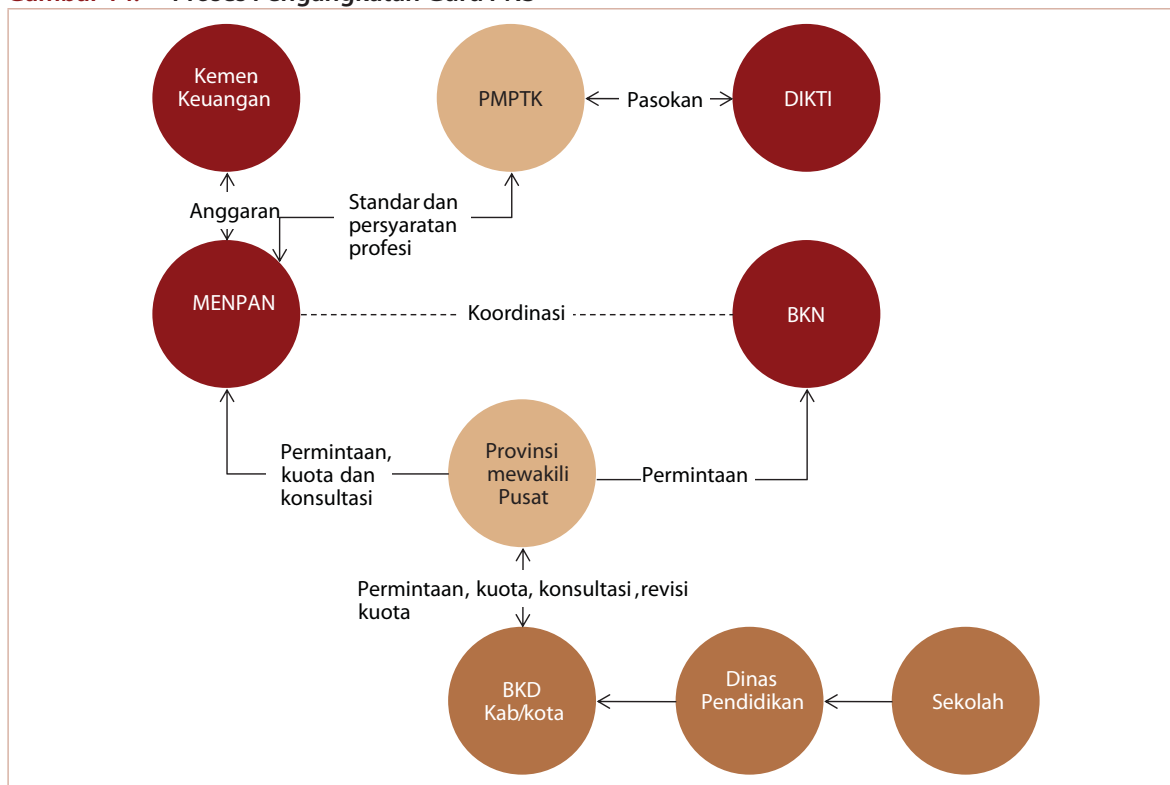 Kemen
Keuangan
PMPTK
Pasokan
DIKTI
Anggaran
Standar dan
persyaratan
profesi
MENPAN
Koordinasi
BKN
Permintaan,
kuota dan
konsultasi
Provinsi
mewakili
Pusat
Permintaan
Permintaan, kuota, konsultasi ,revisi
kuota
BKD
Kab/kota
Dinas
Pendidikan
Sekolah